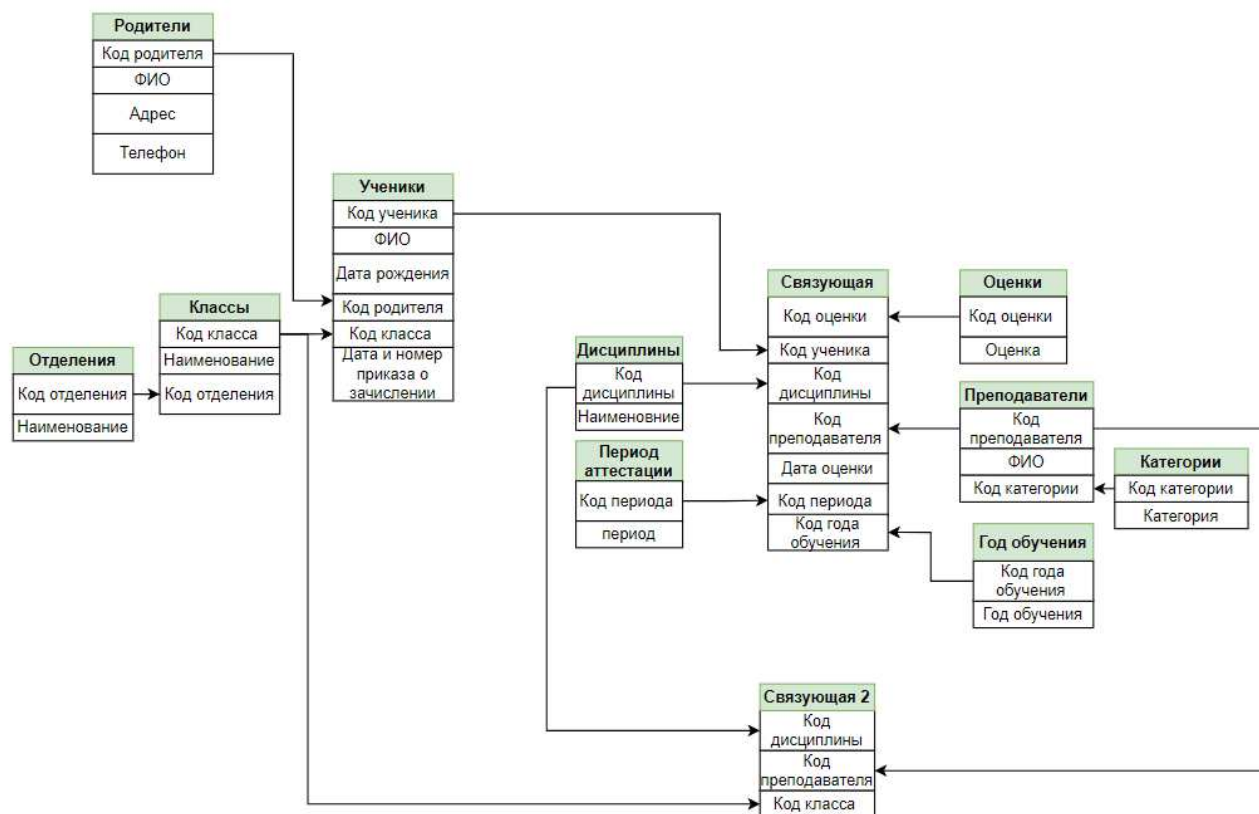 Родители
Код родителя
ФИО
Адрес
Телефон
Ученики
Код ученика
ФИО
Дата рождения
Код родителя
Код класса
Дата и номер
приказа о
зачислении
Классы
Код класса
Наименование
Код отделения
Отделения
Код отделения
Наименование
Дисциплины
Код
дисциплины
Наименовние
Период
аттестации
Код периода
период
Связующая
Код оценки
Код ученика
Код
дисциплины
Код
преподавателя
Дата оценки
Код периода
Код года
обучения
Оценки
Код оценки
Оценка
Преподаватели
Код
преподавателя
ФИО
Код категории
Категории
Код категории
Категория
Год обучения
Код года
обучения
Год обучения
Связующая 2
Код
дисциплины
Код
преподавателя
Код класса